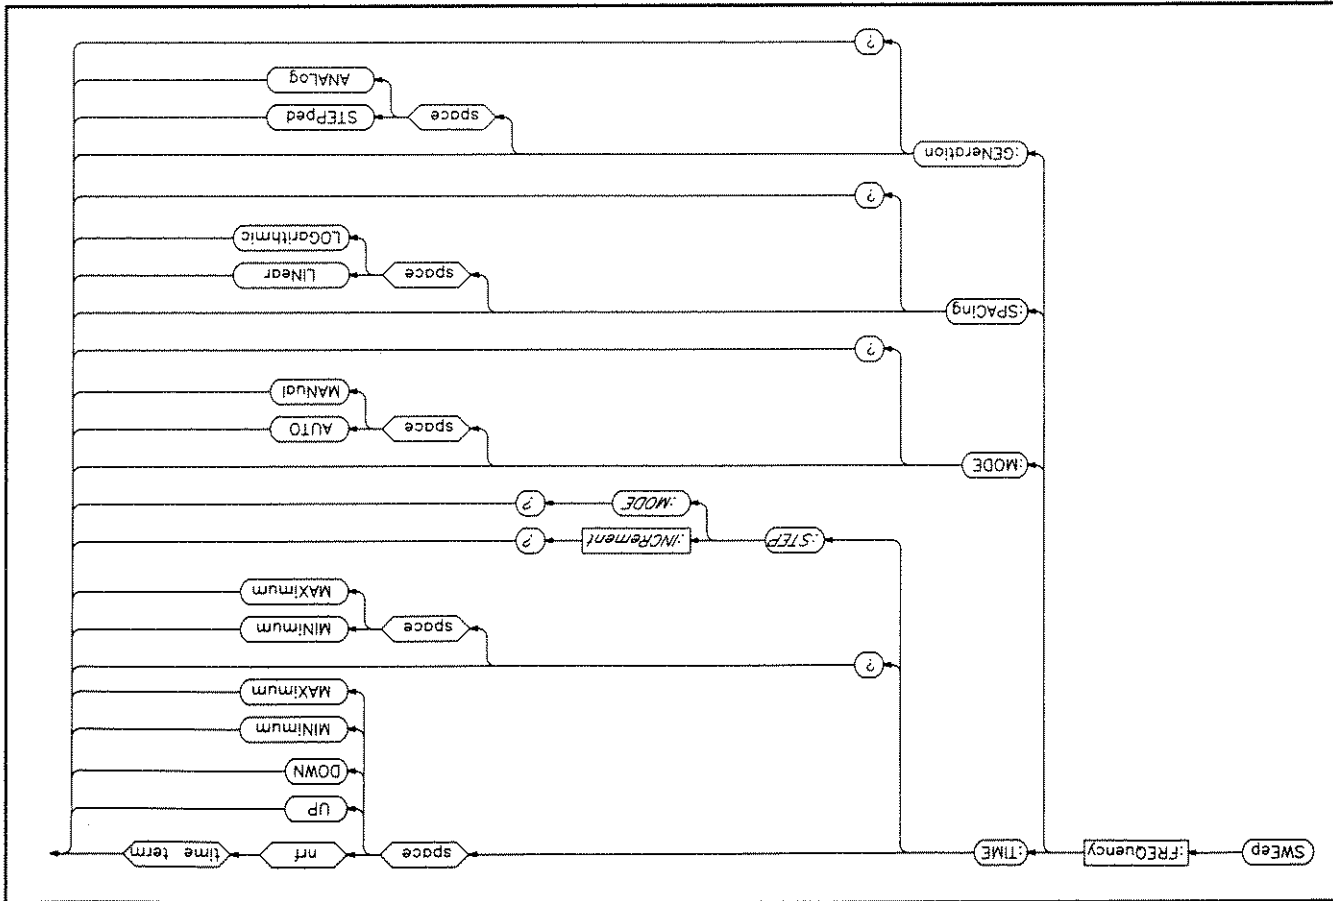 SWEep :FREQuency :TIME space nrf time term
UP
DOWN
MINimum
MAXimum
?
space MINimum
MAXimum
:STEP :INCRement ?
:MODE ?
:MODE
space AUTO
MANual
?
:SPACing
space LINear
LOGarithmic
?
:GENeration
space STEPped
ANALog
?